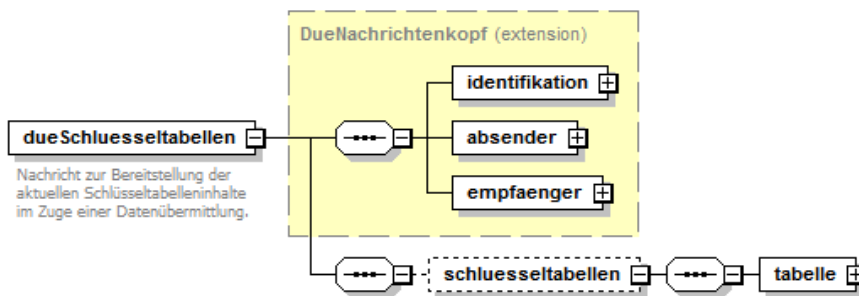 DueNachrichtenkopf (extension)
identifikation
dueSchluesseltabellen
absender
Nachricht zur Bereitstellung der
aktuellen Schlüsseltabelleninhalte
im Zuge einer Datenübermittlung.
empfaenger
schluesseltabellen
tabelle